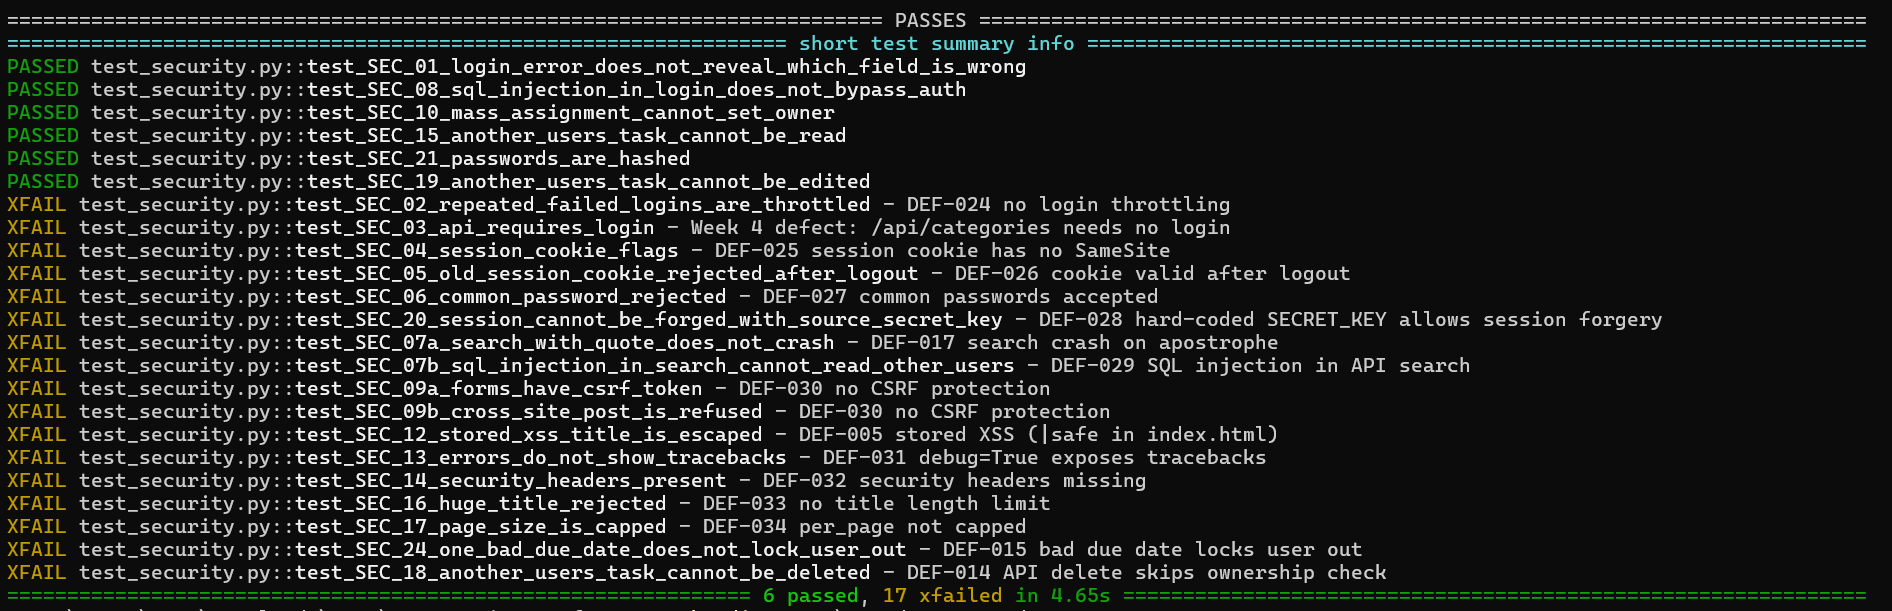 ========================================================================= PASSES ==========================================================================
================================================================= short test summary info =================================================================
PASSED test_security.py::test_SEC_01_login_error_does_not_reveal_which_field_is_wrong
PASSED test_security.py::test_SEC_08_sql_injection_in_login_does_not_bypass_auth
PASSED test_security.py::test_SEC_10_mass_assignment_cannot_set_owner
PASSED test_security.py::test_SEC_15_another_users_task_cannot_be_read
PASSED test_security.py::test_SEC_21_passwords_are_hashed
PASSED test_security.py::test_SEC_19_another_users_task_cannot_be_edited
XFAIL test_security.py::test_SEC_02_repeated_failed_logins_are_throttled - DEF-024 no login throttling
XFAIL test_security.py::test_SEC_03_api_requires_login - Week 4 defect: /api/categories needs no login
XFAIL test_security.py::test_SEC_04_session_cookie_flags - DEF-025 session cookie has no SameSite
XFAIL test_security.py::test_SEC_05_old_session_cookie_rejected_after_logout - DEF-026 cookie valid after logout
XFAIL test_security.py::test_SEC_06_common_password_rejected - DEF-027 common passwords accepted
XFAIL test_security.py::test_SEC_20_session_cannot_be_forged_with_source_secret_key - DEF-028 hard-coded SECRET_KEY allows session forgery
XFAIL test_security.py::test_SEC_07a_search_with_quote_does_not_crash - DEF-017 search crash on apostrophe
XFAIL test_security.py::test_SEC_07b_sql_injection_in_search_cannot_read_other_users - DEF-029 SQL injection in API search
XFAIL test_security.py::test_SEC_09a_forms_have_csrf_token - DEF-030 no CSRF protection
XFAIL test_security.py::test_SEC_09b_cross_site_post_is_refused - DEF-030 no CSRF protection
XFAIL test_security.py::test_SEC_12_stored_xss_title_is_escaped - DEF-005 stored XSS (|safe in index.html)
XFAIL test_security.py::test_SEC_13_errors_do_not_show_tracebacks - DEF-031 debug=True exposes tracebacks
XFAIL test_security.py::test_SEC_14_security_headers_present - DEF-032 security headers missing
XFAIL test_security.py::test_SEC_16_huge_title_rejected - DEF-033 no title length limit
XFAIL test_security.py::test_SEC_17_page_size_is_capped - DEF-034 per_page not capped
XFAIL test_security.py::test_SEC_24_one_bad_due_date_does_not_lock_user_out - DEF-015 bad due date locks user out
XFAIL test_security.py::test_SEC_18_another_users_task_cannot_be_deleted - DEF-014 API delete skips ownership check
============================================================== 6 passed, 17 xfailed in 4.65s ==============================================================